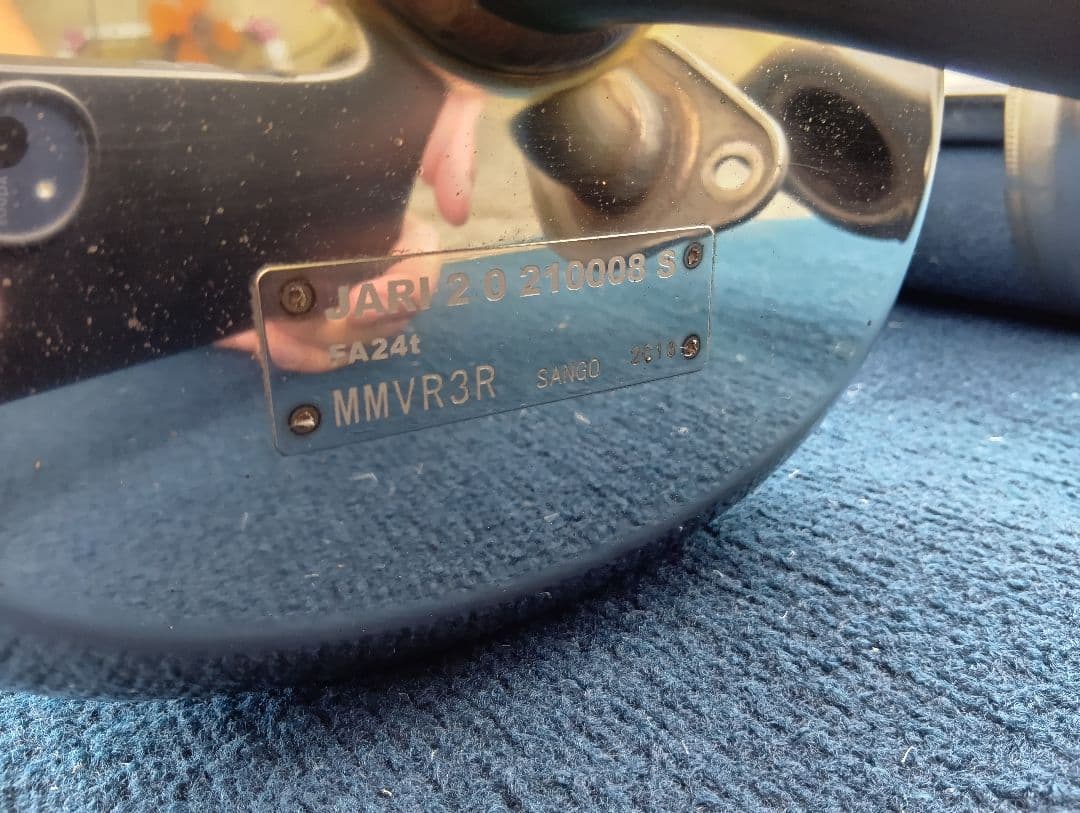 JARI 2 0 210008 S
FA24t
MMVR3R SANGO 2018